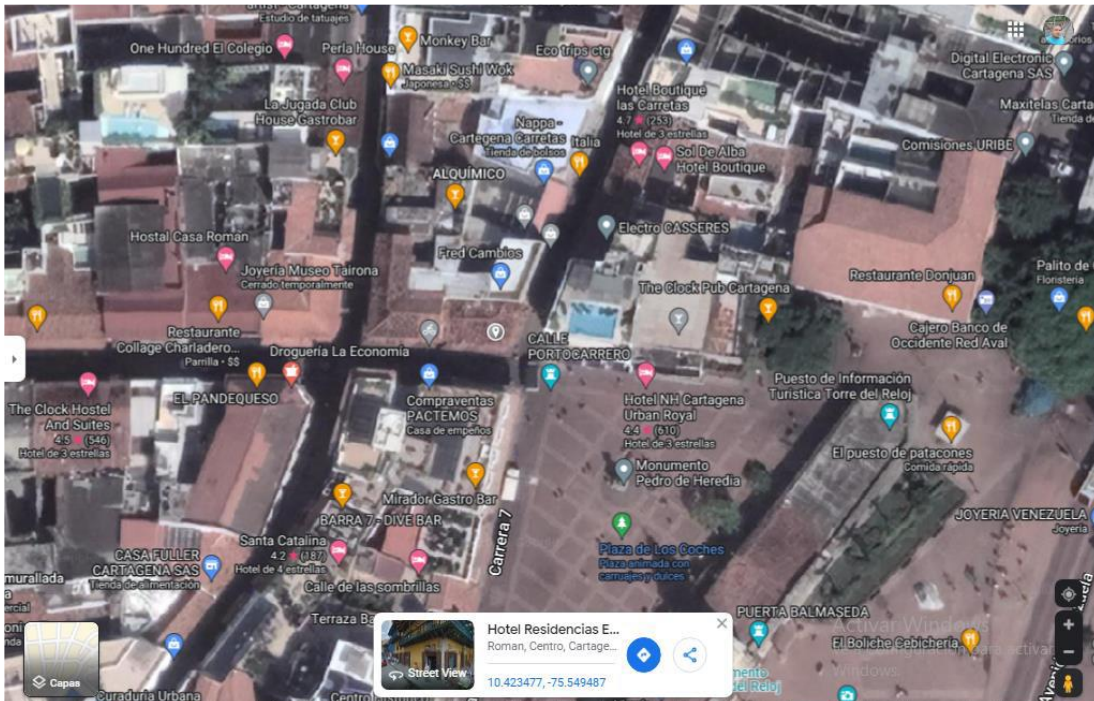 Cartagena
Estudio de tatuajes
One Hundred El Colegio
Perla House
Monkey Bar
Masaki Sushi Wok
Japonesa • $$
Eco trips ctg
Digital Electronic
Cartagena SAS
La Jugada Club
House Gastrobar
Hotel Boutique
las Carretas
4.7 ★ (253)
Hotel de 3 estrellas
Maxitelas Carta
Tienda de
Nappa -
Cartegena Carretas
Tienda de bolsos
Italia
Sol De Alba
Hotel Boutique
Comisiones URIBE
ALQUÍMICO
Hostal Casa Roman
Fred Cambios
Electro CASSERES
Joyería Museo Tairona
Cerrado temporalmente
The Clock Pub Cartagena
Restaurante Donjuan
Palito de
Floristeria
Restaurante
Collage Charladero...
Parrilla • $$
Droguería La Economía
CALLE
PORTOCARRERO
Cajero Banco de
Occidente Red Aval
EL PANDEQUESO
The Clock Hostel
And Suites
4.5 ★ (546)
Hotel de 3 estrellas
Compraventas
PACTEMOS
Casa de empeños
Hotel NH Cartagena
Urban Royal
4.4 ★ (610)
Hotel de 3 estrellas
Puesto de Información
Turística Torre del Reloj
El puesto de patacones
Comida rápida
Monumento
Pedro de Heredia
Mirador Gastro Bar
BARRA 7 - DIVE BAR
Carrera 7
JOYERIA VENEZUELA
Joyería
Santa Catalina
4.2 ★ (187)
Hotel de 4 estrellas
Plaza de Los Coches
Plaza animada con
carruajes y dulces
CASA FULLER
CARTAGENA SAS
Tienda de alimentación
amurallada
Calle de las sombrillas
Terraza Ba
PUERTA BALMASEDA
Activar Windows
El Boliche Cebichería
Windows.
Hotel Residencias E...
Roman, Centro, Cartage...
Street View
10.423477, -75.549487
Capas
Curaduría Urbana
del Reloj